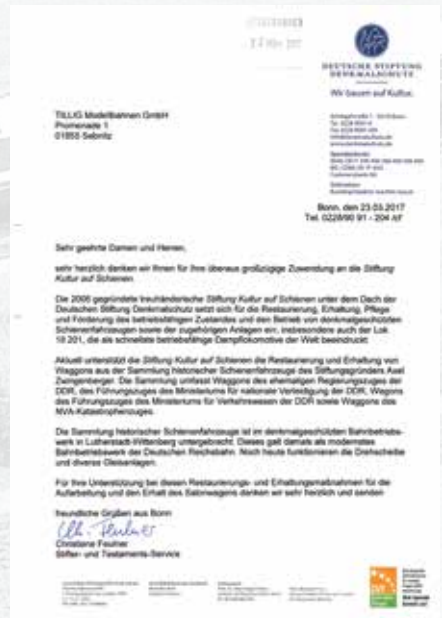 DEUTSCHE STIFTUNG
DENKMALSCHUTZ
Wir bauen auf Kultur.
TILLIG Modellbahnen GmbH
Promenade 1
01855 Sebnitz
Bonn, den 23.03.2017
Tel. 0228/90 91 - 204
Sehr geehrte Damen und Herren,
sehr herzlich danken wir Ihnen für Ihre überaus großzügige Zuwendung an die Stiftung
Kultur auf Schienen.
Die 2006 gegründete treuhänderische Stiftung Kultur auf Schienen unter dem Dach der
Deutschen Stiftung Denkmalschutz setzt sich für die Restaurierung, Erhaltung, Pflege
und Förderung des betriebsfähigen Zustandes und den Betrieb von denkmalgeschützten
Schienenfahrzeugen sowie der zugehörigen Anlagen ein, insbesondere auch der Lok
18 201, die als schnellste betriebsfähige Dampflokomotive der Welt beeindruckt.
Aktuell unterstützt die Stiftung Kultur auf Schienen die Restaurierung und Erhaltung von
Waggons aus der Sammlung historischer Schienenfahrzeuge des Stiftungsgründers Axel
Zwingenberger. Die Sammlung umfasst Waggons des ehemaligen Regierungszuges der
DDR, des Führungszuges des Ministeriums für nationale Verteidigung der DDR, Wagons
des Führungszuges des Ministeriums für Verkehrswesen der DDR sowie Waggons des
NVA-Katastrophenzuges.
Die Sammlung historischer Schienenfahrzeuge ist im denkmalgeschützten Bahnbetriebs-
werk in Lutherstadt-Wittenberg untergebracht. Dieses galt damals als modernstes
Bahnbetriebswerk der Deutschen Reichsbahn. Noch heute funktionieren die Drehscheibe
und diverse Gleisanlagen.
Für Ihre Unterstützung bei diesen Restaurierungs- und Erhaltungsmaßnahmen für die
Aufarbeitung und den Erhalt des Salonwagens danken wir sehr herzlich und senden
freundliche Grüßen aus Bonn
Christiane Feulner
Stifter- und Testaments-Service